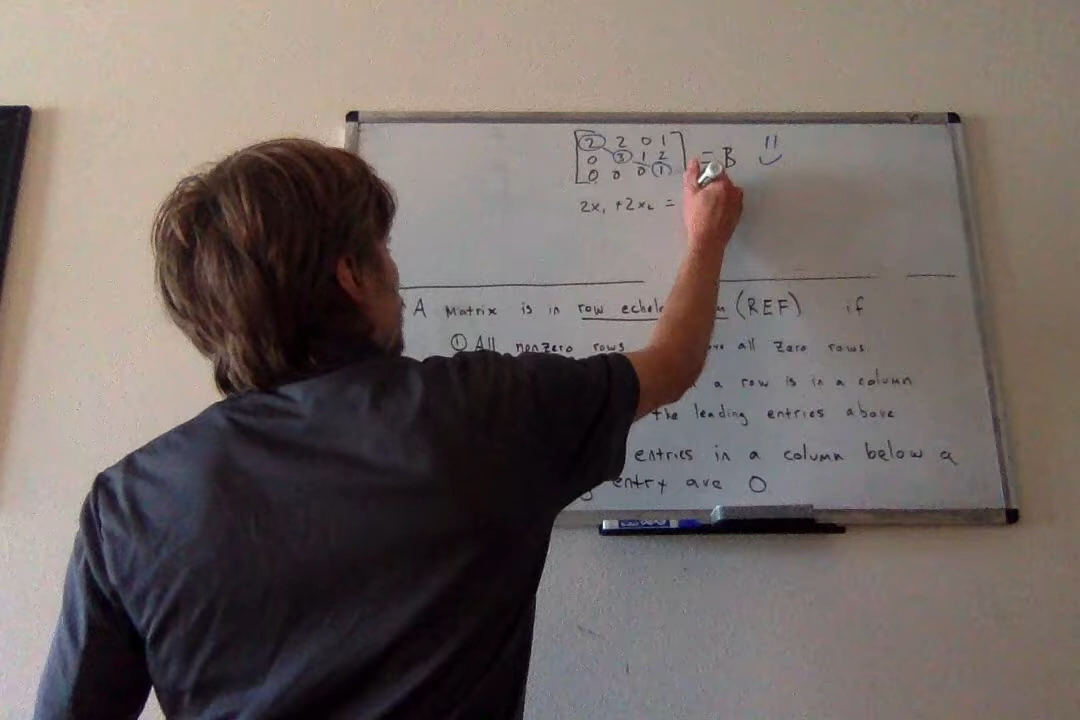 2 2 0 1
0 3 1 2 = B
0 0 0 1
2x₁ + 2x₂ =
A Matrix is in row echelo (REF) if
① All nonzero rows all zero rows.
a row is in a column
the leading entries above
entries in a column below a
entry are 0